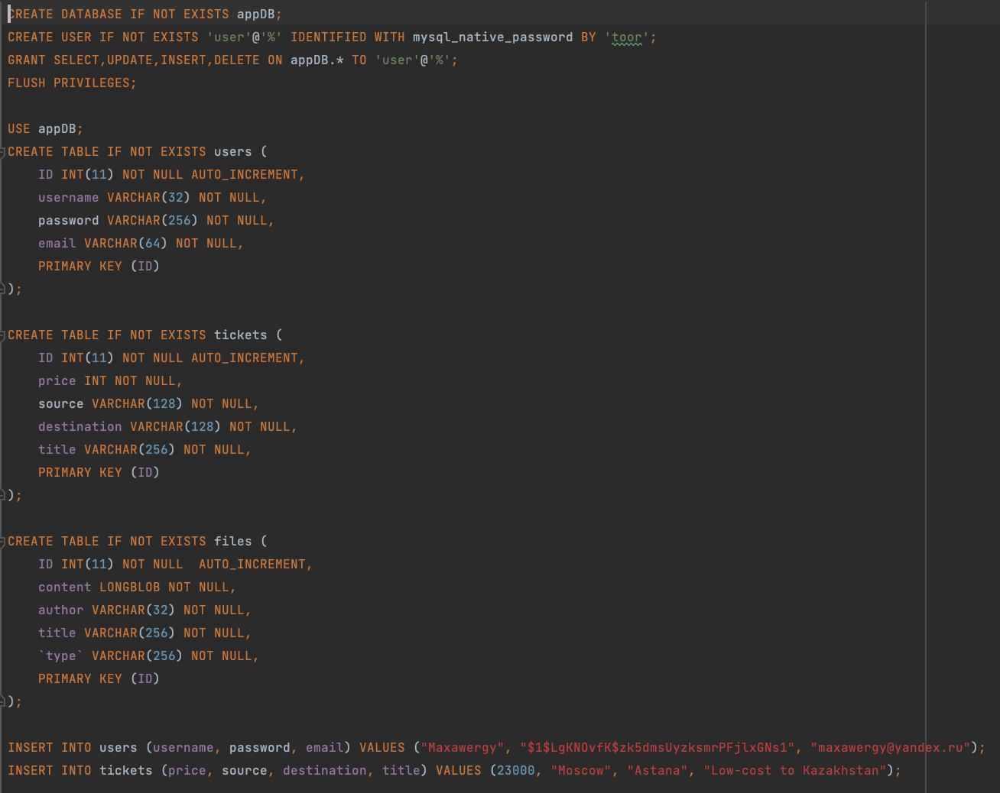 CREATE DATABASE IF NOT EXISTS appDB;
CREATE USER IF NOT EXISTS 'user'@'%' IDENTIFIED WITH mysql_native_password BY 'toor';
GRANT SELECT,UPDATE,INSERT,DELETE ON appDB.* TO 'user'@'%';
FLUSH PRIVILEGES;

USE appDB;
CREATE TABLE IF NOT EXISTS users (
    ID INT(11) NOT NULL AUTO_INCREMENT,
    username VARCHAR(32) NOT NULL,
    password VARCHAR(256) NOT NULL,
    email VARCHAR(64) NOT NULL,
    PRIMARY KEY (ID)
);

CREATE TABLE IF NOT EXISTS tickets (
    ID INT(11) NOT NULL AUTO_INCREMENT,
    price INT NOT NULL,
    source VARCHAR(128) NOT NULL,
    destination VARCHAR(128) NOT NULL,
    title VARCHAR(256) NOT NULL,
    PRIMARY KEY (ID)
);

CREATE TABLE IF NOT EXISTS files (
    ID INT(11) NOT NULL  AUTO_INCREMENT,
    content LONGBLOB NOT NULL,
    author VARCHAR(32) NOT NULL,
    title VARCHAR(256) NOT NULL,
    `type` VARCHAR(256) NOT NULL,
    PRIMARY KEY (ID)
);

INSERT INTO users (username, password, email) VALUES ("Maxawergy", "$1$LgKNOvfK$zk5dmsUyzksmrPFjlxGNs1", "maxawergy@yandex.ru");
INSERT INTO tickets (price, source, destination, title) VALUES (23000, "Moscow", "Astana", "Low-cost to Kazakhstan");